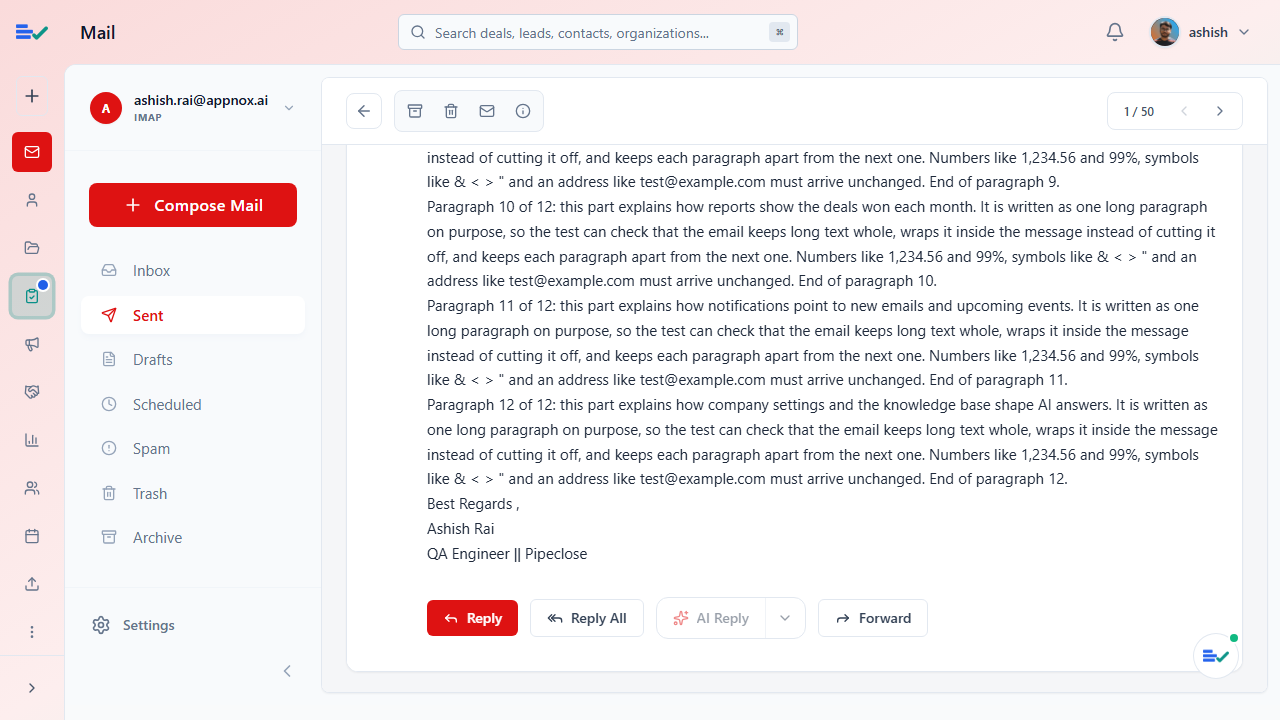 Mail
Search deals, leads, contacts, organizations...
⌘
ashish
A
ashish.rai@appnox.ai
IMAP
Compose Mail
Inbox
Sent
Drafts
Scheduled
Spam
Trash
Archive
Settings
1 / 50
instead of cutting it off, and keeps each paragraph apart from the next one. Numbers like 1,234.56 and 99%, symbols
like & < > " and an address like test@example.com must arrive unchanged. End of paragraph 9.
Paragraph 10 of 12: this part explains how reports show the deals won each month. It is written as one long paragraph
on purpose, so the test can check that the email keeps long text whole, wraps it inside the message instead of cutting it
off, and keeps each paragraph apart from the next one. Numbers like 1,234.56 and 99%, symbols like & < > " and an
address like test@example.com must arrive unchanged. End of paragraph 10.
Paragraph 11 of 12: this part explains how notifications point to new emails and upcoming events. It is written as one
long paragraph on purpose, so the test can check that the email keeps long text whole, wraps it inside the message
instead of cutting it off, and keeps each paragraph apart from the next one. Numbers like 1,234.56 and 99%, symbols
like & < > " and an address like test@example.com must arrive unchanged. End of paragraph 11.
Paragraph 12 of 12: this part explains how company settings and the knowledge base shape AI answers. It is written as
one long paragraph on purpose, so the test can check that the email keeps long text whole, wraps it inside the message
instead of cutting it off, and keeps each paragraph apart from the next one. Numbers like 1,234.56 and 99%, symbols
like & < > " and an address like test@example.com must arrive unchanged. End of paragraph 12.
Best Regards ,
Ashish Rai
QA Engineer || Pipeclose
Reply
Reply All
AI Reply
Forward